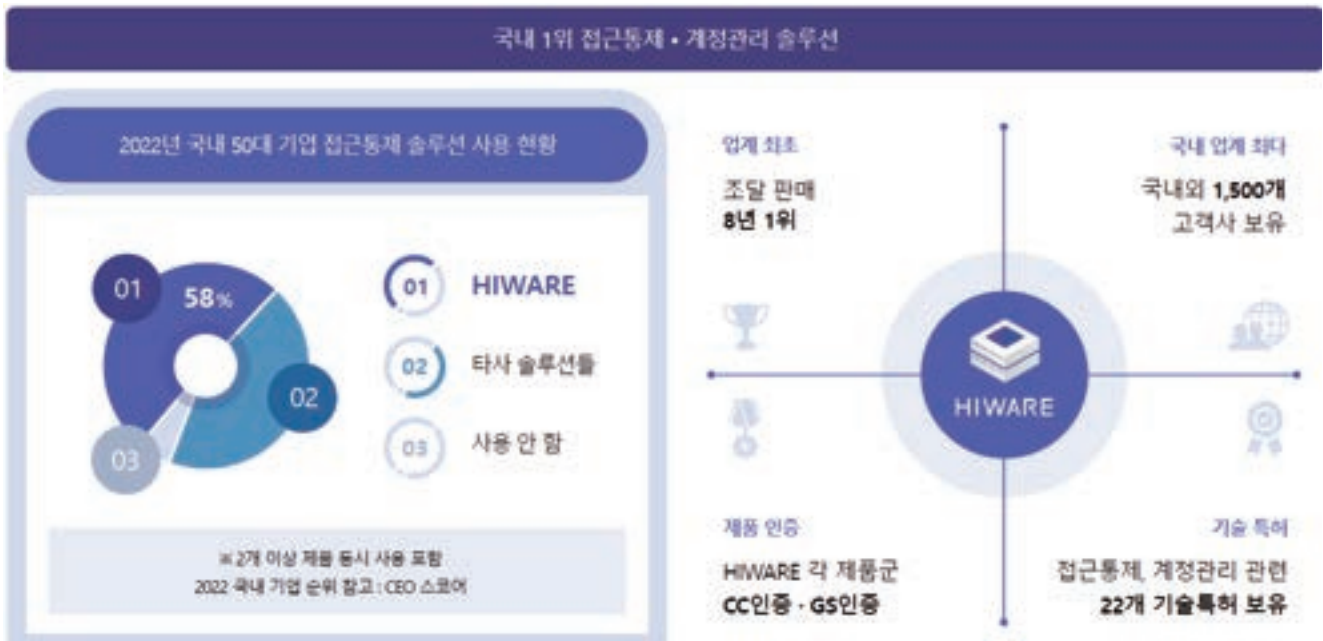 국내 1위 접근통제 • 계정관리 솔루션
2022년 국내 50대 기업 접근통제 솔루션 사용 현황
01
58%
02
03
01 HIWARE
02 타사 솔루션들
03 사용 안 함
※ 2개 이상 제품 동시 사용 포함
2022 국내 기업 순위 참고 : CEO 스코어
업계 최초
조달 판매
8년 1위
국내 업계 최다
국내외 1,500개
고객사 보유
HIWARE
제품 인증
HIWARE 각 제품군
CC인증 · GS인증
기술 특허
접근통제, 계정관리 관련
22개 기술특허 보유